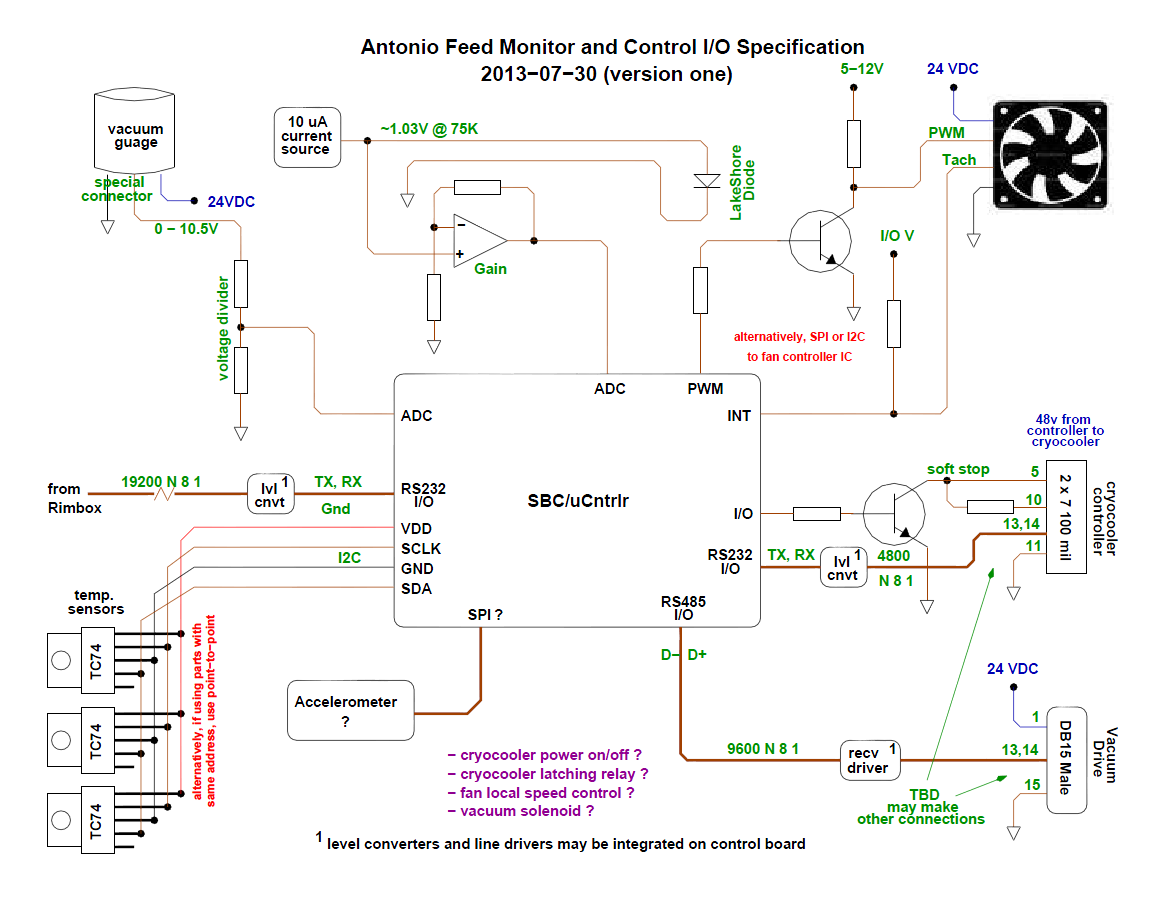 Antonio Feed Monitor and Control I/O Specification
2013−07−30 (version one)
vacuum
guage
special
connector
24VDC
0 − 10.5V
voltage divider
10 uA
current
source
~1.03V @ 75K
LakeShore
Diode
−
+
Gain
5−12V
24 VDC
PWM
Tach
I/O V
alternatively, SPI or I2C
to fan controller IC
ADC
PWM
ADC
INT
from
Rimbox
19200 N 8 1
lvl 1
cnvt
TX, RX
Gnd
RS232
I/O
SBC/uCntrlr
VDD
SCLK
I2C
GND
SDA
I/O
RS232
I/O
SPI ?
RS485
I/O
48v from
controller to
cryocooler
soft stop
5
10
13,14
11
2 x 7 100 mil
cryocooler
controller
TX, RX
lvl 1
cnvt
4800
N 8 1
temp.
sensors
TC74
TC74
TC74
alternatively, if using parts with
same address, use point−to−point
Accelerometer
?
D− D+
9600 N 8 1
recv 1
driver
24 VDC
1
13,14
15
DB15 Male
Vacuum
Drive
TBD
may make
other connections
− cryocooler power on/off ?
− cryocooler latching relay ?
− fan local speed control ?
− vacuum solenoid ?
1 level converters and line drivers may be integrated on control board